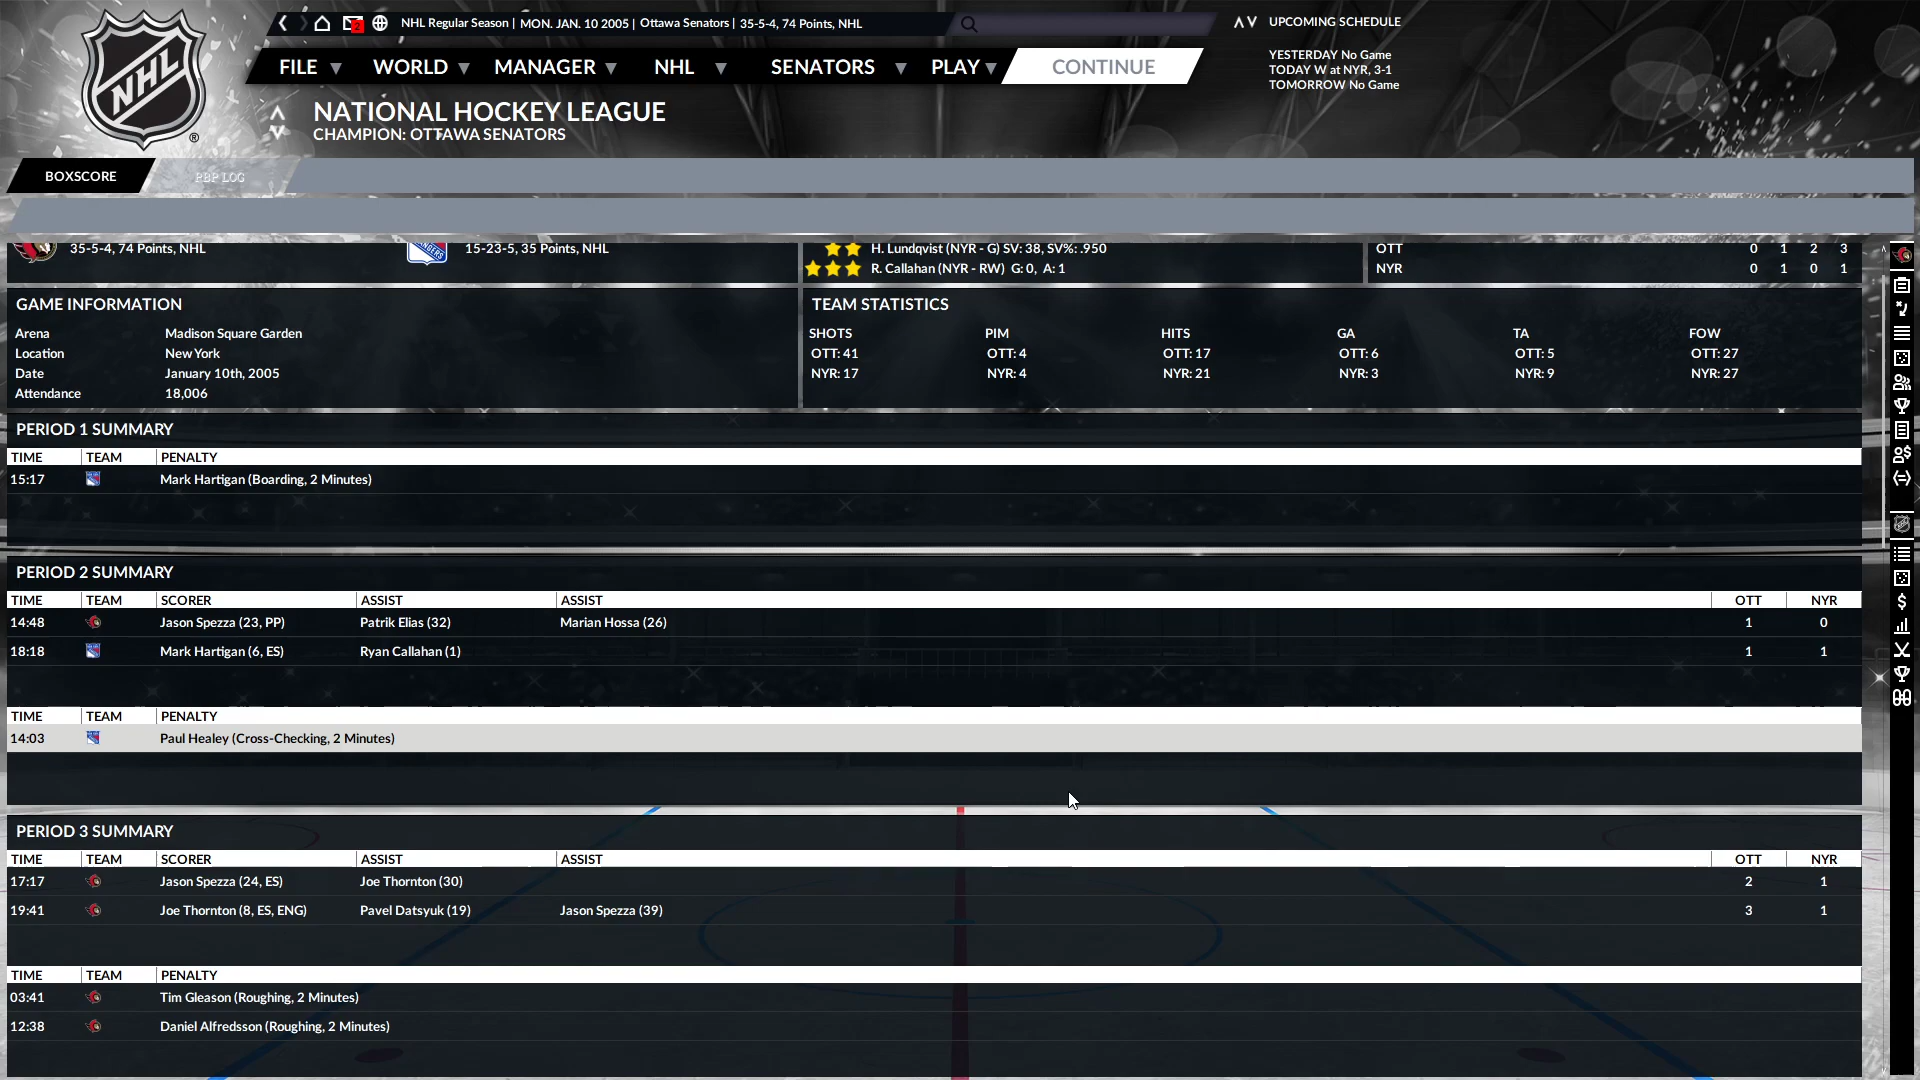 NHL
2
NHL Regular Season | MON. JAN. 10 2005 | Ottawa Senators | 35-5-4, 74 Points, NHL
UPCOMING SCHEDULE
YESTERDAY No Game
TODAY W at NYR, 3-1
TOMORROW No Game
FILE WORLD MANAGER NHL SENATORS PLAY CONTINUE
NATIONAL HOCKEY LEAGUE
CHAMPION: OTTAWA SENATORS
BOXSCORE PBP LOG
35-5-4, 74 Points, NHL 15-23-5, 35 Points, NHL
H. Lundqvist (NYR - G) SV: 38, SV%: .950
R. Callahan (NYR - RW) G: 0, A: 1
OTT 0 1 2 3
NYR 0 1 0 1
GAME INFORMATION
Arena Madison Square Garden
Location New York
Date January 10th, 2005
Attendance 18,006
TEAM STATISTICS
SHOTS PIM HITS GA TA FOW
OTT: 41 OTT: 4 OTT: 17 OTT: 6 OTT: 5 OTT: 27
NYR: 17 NYR: 4 NYR: 21 NYR: 3 NYR: 9 NYR: 27
PERIOD 1 SUMMARY
TIME TEAM PENALTY
15:17 Mark Hartigan (Boarding, 2 Minutes)
PERIOD 2 SUMMARY
TIME TEAM SCORER ASSIST ASSIST OTT NYR
14:48 Jason Spezza (23, PP) Patrik Elias (32) Marian Hossa (26) 1 0
18:18 Mark Hartigan (6, ES) Ryan Callahan (1) 1 1
TIME TEAM PENALTY
14:03 Paul Healey (Cross-Checking, 2 Minutes)
PERIOD 3 SUMMARY
TIME TEAM SCORER ASSIST ASSIST OTT NYR
17:17 Jason Spezza (24, ES) Joe Thornton (30) 2 1
19:41 Joe Thornton (8, ES, ENG) Pavel Datsyuk (19) Jason Spezza (39) 3 1
TIME TEAM PENALTY
03:41 Tim Gleason (Roughing, 2 Minutes)
12:38 Daniel Alfredsson (Roughing, 2 Minutes)